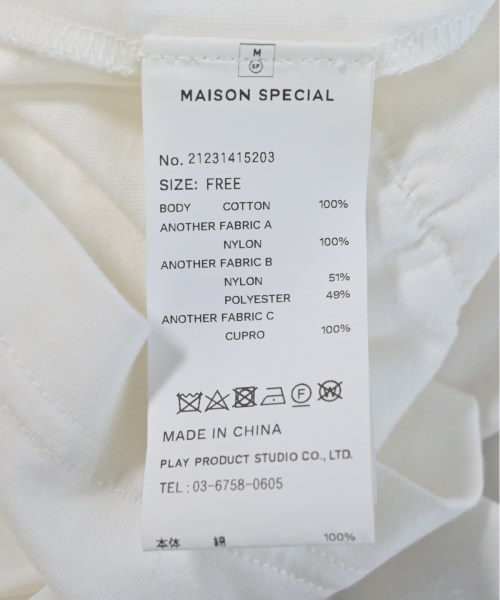 M
SP
MAISON SPECIAL
No. 21231415203
SIZE: FREE
BODY COTTON 100%
ANOTHER FABRIC A
NYLON 100%
ANOTHER FABRIC B
NYLON 51%
POLYESTER 49%
ANOTHER FABRIC C
CUPRO 100%
F W
MADE IN CHINA
PLAY PRODUCT STUDIO CO., LTD.
TEL : 03-6758-0605
本体 綿 100%